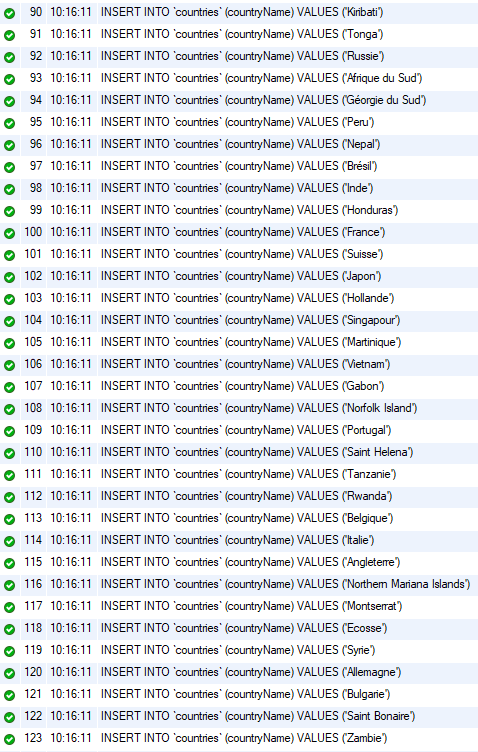 90 10:16:11 INSERT INTO `countries` (countryName) VALUES ('Kiribati')
91 10:16:11 INSERT INTO `countries` (countryName) VALUES ('Tonga')
92 10:16:11 INSERT INTO `countries` (countryName) VALUES ('Russie')
93 10:16:11 INSERT INTO `countries` (countryName) VALUES ('Afrique du Sud')
94 10:16:11 INSERT INTO `countries` (countryName) VALUES ('Géorgie du Sud')
95 10:16:11 INSERT INTO `countries` (countryName) VALUES ('Peru')
96 10:16:11 INSERT INTO `countries` (countryName) VALUES ('Nepal')
97 10:16:11 INSERT INTO `countries` (countryName) VALUES ('Brésil')
98 10:16:11 INSERT INTO `countries` (countryName) VALUES ('Inde')
99 10:16:11 INSERT INTO `countries` (countryName) VALUES ('Honduras')
100 10:16:11 INSERT INTO `countries` (countryName) VALUES ('France')
101 10:16:11 INSERT INTO `countries` (countryName) VALUES ('Suisse')
102 10:16:11 INSERT INTO `countries` (countryName) VALUES ('Japon')
103 10:16:11 INSERT INTO `countries` (countryName) VALUES ('Hollande')
104 10:16:11 INSERT INTO `countries` (countryName) VALUES ('Singapour')
105 10:16:11 INSERT INTO `countries` (countryName) VALUES ('Martinique')
106 10:16:11 INSERT INTO `countries` (countryName) VALUES ('Vietnam')
107 10:16:11 INSERT INTO `countries` (countryName) VALUES ('Gabon')
108 10:16:11 INSERT INTO `countries` (countryName) VALUES ('Norfolk Island')
109 10:16:11 INSERT INTO `countries` (countryName) VALUES ('Portugal')
110 10:16:11 INSERT INTO `countries` (countryName) VALUES ('Saint Helena')
111 10:16:11 INSERT INTO `countries` (countryName) VALUES ('Tanzanie')
112 10:16:11 INSERT INTO `countries` (countryName) VALUES ('Rwanda')
113 10:16:11 INSERT INTO `countries` (countryName) VALUES ('Belgique')
114 10:16:11 INSERT INTO `countries` (countryName) VALUES ('Italie')
115 10:16:11 INSERT INTO `countries` (countryName) VALUES ('Angleterre')
116 10:16:11 INSERT INTO `countries` (countryName) VALUES ('Northern Mariana Islands')
117 10:16:11 INSERT INTO `countries` (countryName) VALUES ('Montserrat')
118 10:16:11 INSERT INTO `countries` (countryName) VALUES ('Ecosse')
119 10:16:11 INSERT INTO `countries` (countryName) VALUES ('Syrie')
120 10:16:11 INSERT INTO `countries` (countryName) VALUES ('Allemagne')
121 10:16:11 INSERT INTO `countries` (countryName) VALUES ('Bulgarie')
122 10:16:11 INSERT INTO `countries` (countryName) VALUES ('Saint Bonaire')
123 10:16:11 INSERT INTO `countries` (countryName) VALUES ('Zambie')